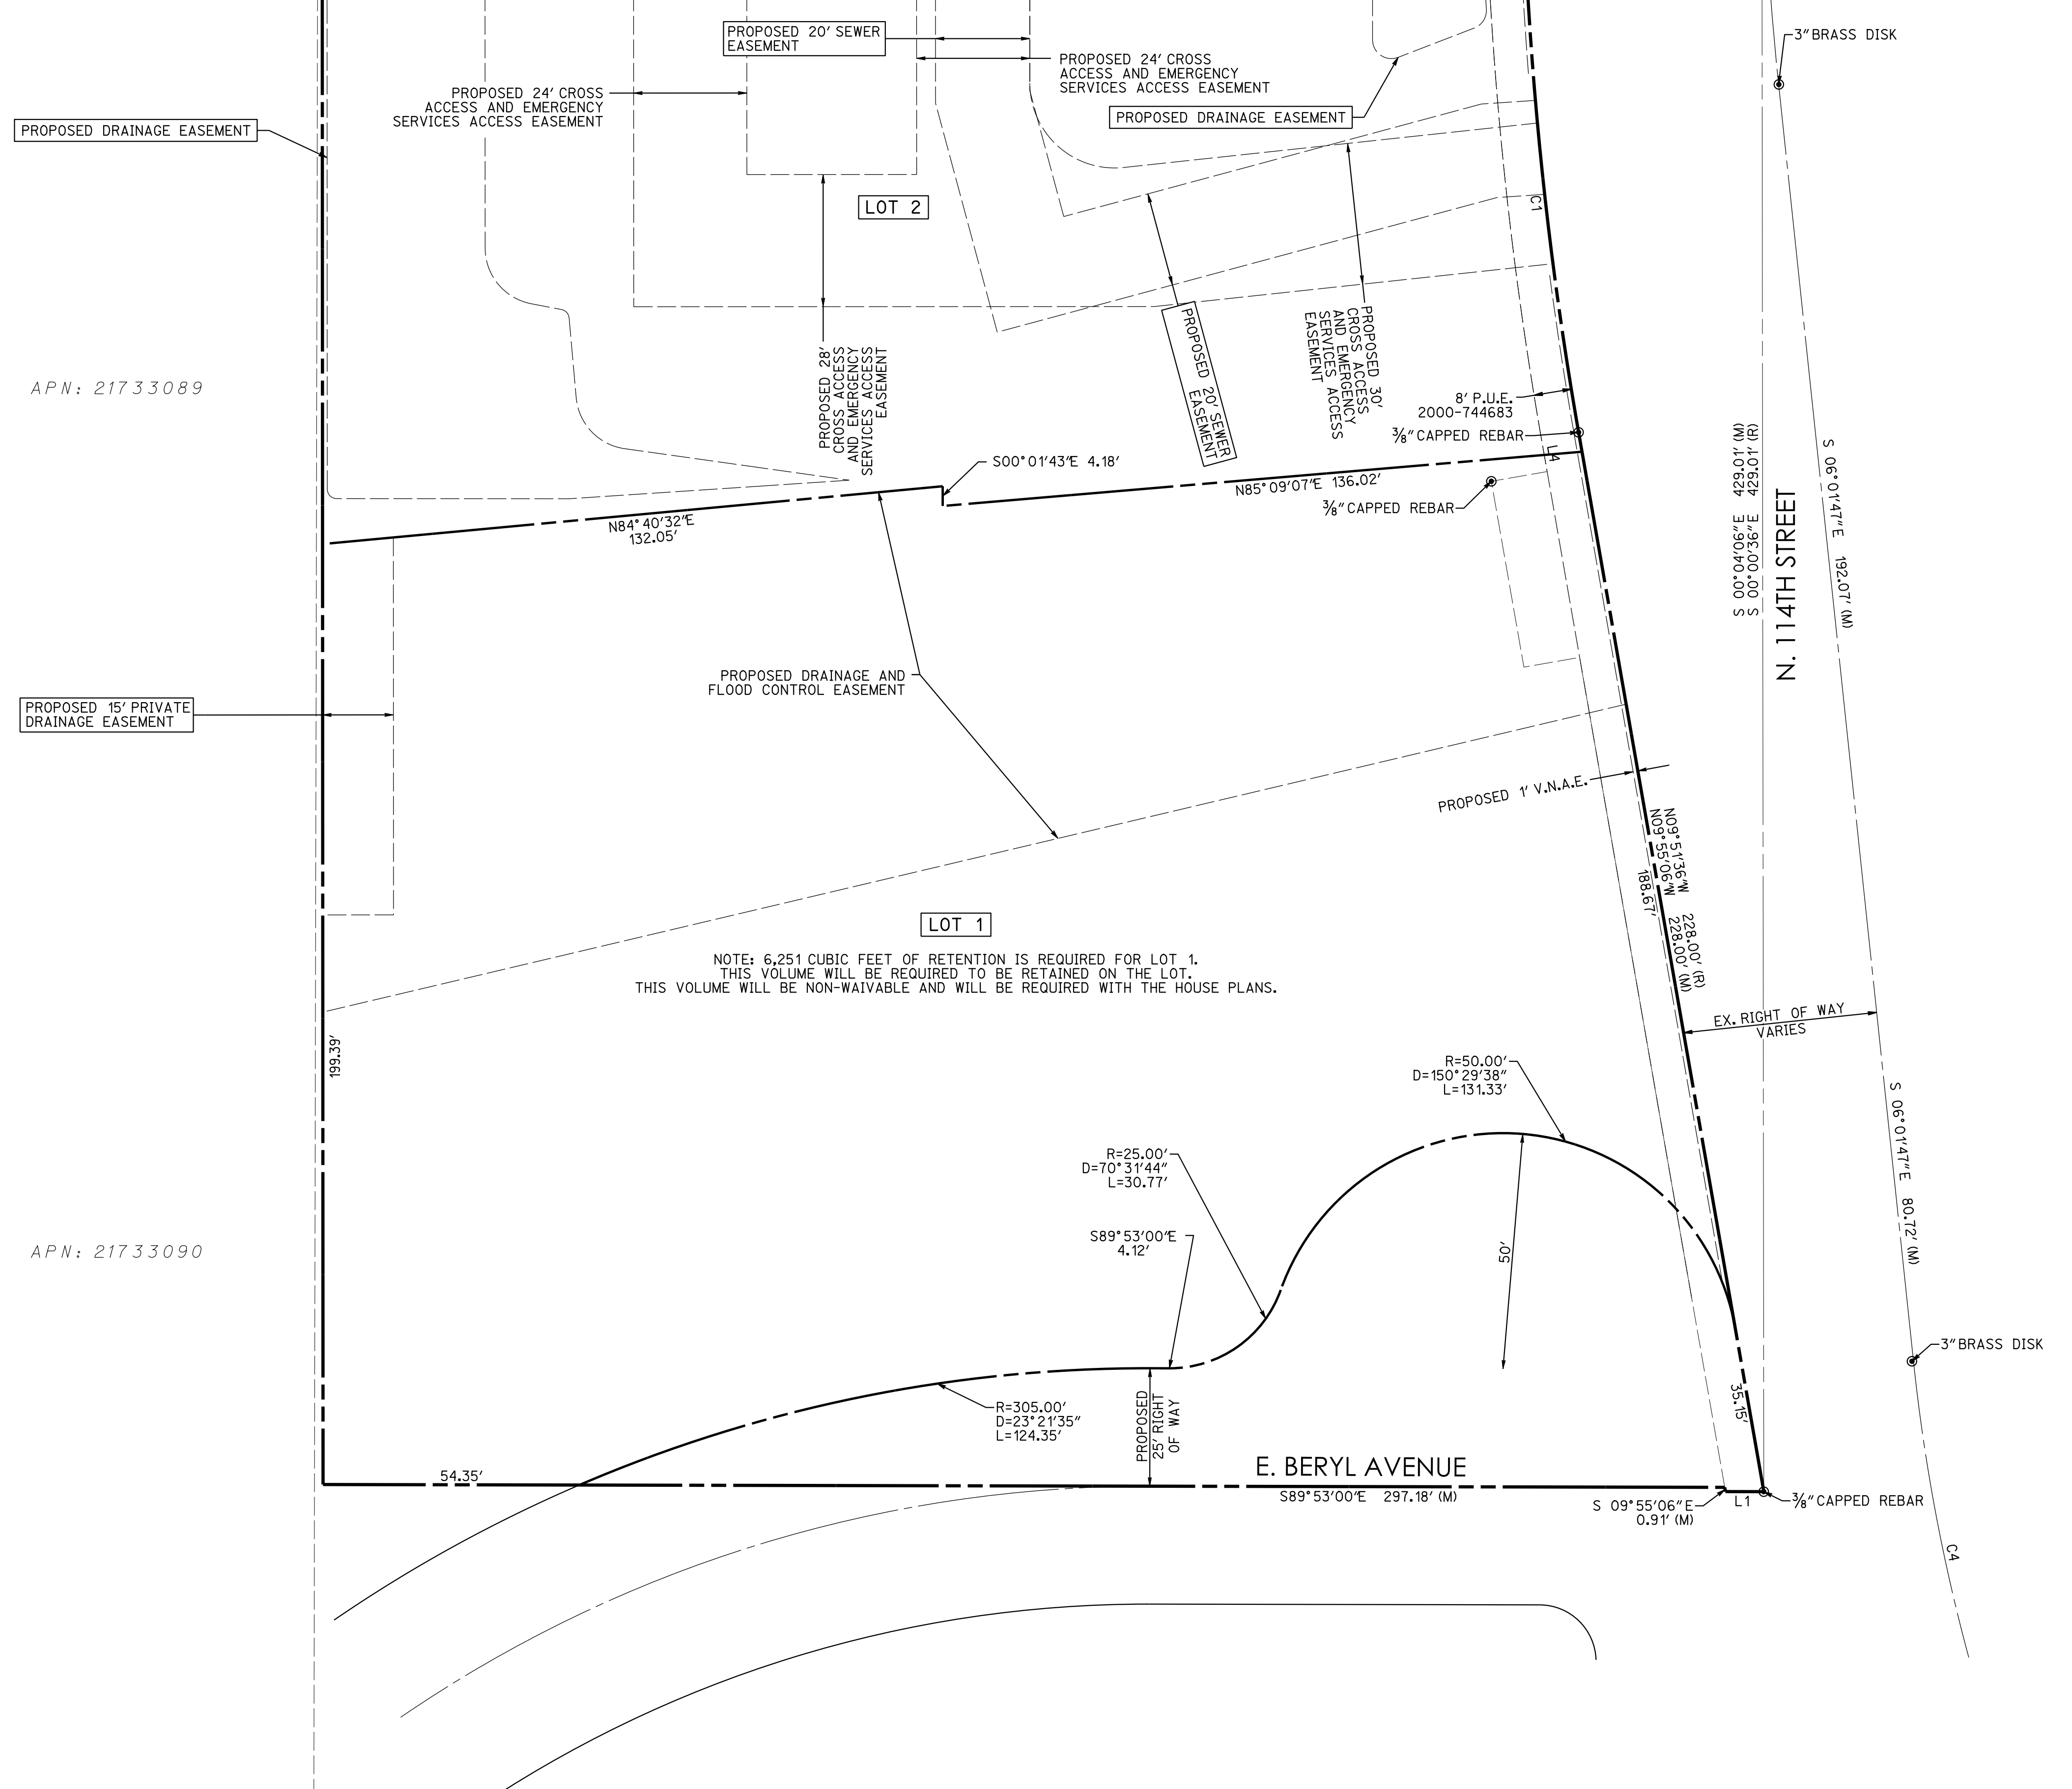 PROPOSED 20' SEWER
EASEMENT
3" BRASS DISK
PROPOSED 24' CROSS
ACCESS AND EMERGENCY
SERVICES ACCESS EASEMENT
PROPOSED 24' CROSS
ACCESS AND EMERGENCY
SERVICES ACCESS EASEMENT
PROPOSED DRAINAGE EASEMENT
PROPOSED DRAINAGE EASEMENT
LOT 2
C1
APN: 21733089
PROPOSED 28'
CROSS ACCESS
AND EMERGENCY
SERVICES ACCESS
EASEMENT
PROPOSED 20' SEWER
EASEMENT
PROPOSED 30'
CROSS ACCESS
AND EMERGENCY
SERVICES ACCESS
EASEMENT
8' P.U.E.
2000-744683
3/8" CAPPED REBAR
L4
S00°01'43"E 4.18'
N85°09'07"E 136.02'
3/8" CAPPED REBAR
N84°40'32"E
132.05'
S 00°04'06"E 429.01' (M)
S 00°00'36"E 429.01' (R)
N. 114TH STREET
S 06°01'47"E 192.07' (M)
PROPOSED DRAINAGE AND
FLOOD CONTROL EASEMENT
PROPOSED 15' PRIVATE
DRAINAGE EASEMENT
PROPOSED 1' V.N.A.E.
N09°51'36"W 228.00' (R)
N09°55'06"W 228.00' (M)
188.67'
LOT 1
NOTE: 6,251 CUBIC FEET OF RETENTION IS REQUIRED FOR LOT 1.
THIS VOLUME WILL BE REQUIRED TO BE RETAINED ON THE LOT.
THIS VOLUME WILL BE NON-WAIVABLE AND WILL BE REQUIRED WITH THE HOUSE PLANS.
EX. RIGHT OF WAY
VARIES
199.39'
R=50.00'
D=150°29'38"
L=131.33'
S 06°01'47"E 80.72' (M)
R=25.00'
D=70°31'44"
L=30.77'
S89°53'00"E
4.12'
50'
APN: 21733090
3" BRASS DISK
R=305.00'
D=23°21'35"
L=124.35'
PROPOSED
25' RIGHT
OF WAY
35.15'
54.35'
E. BERYL AVENUE
S89°53'00"E 297.18' (M)
S 09°55'06"E
0.91' (M)
L1
3/8" CAPPED REBAR
C4